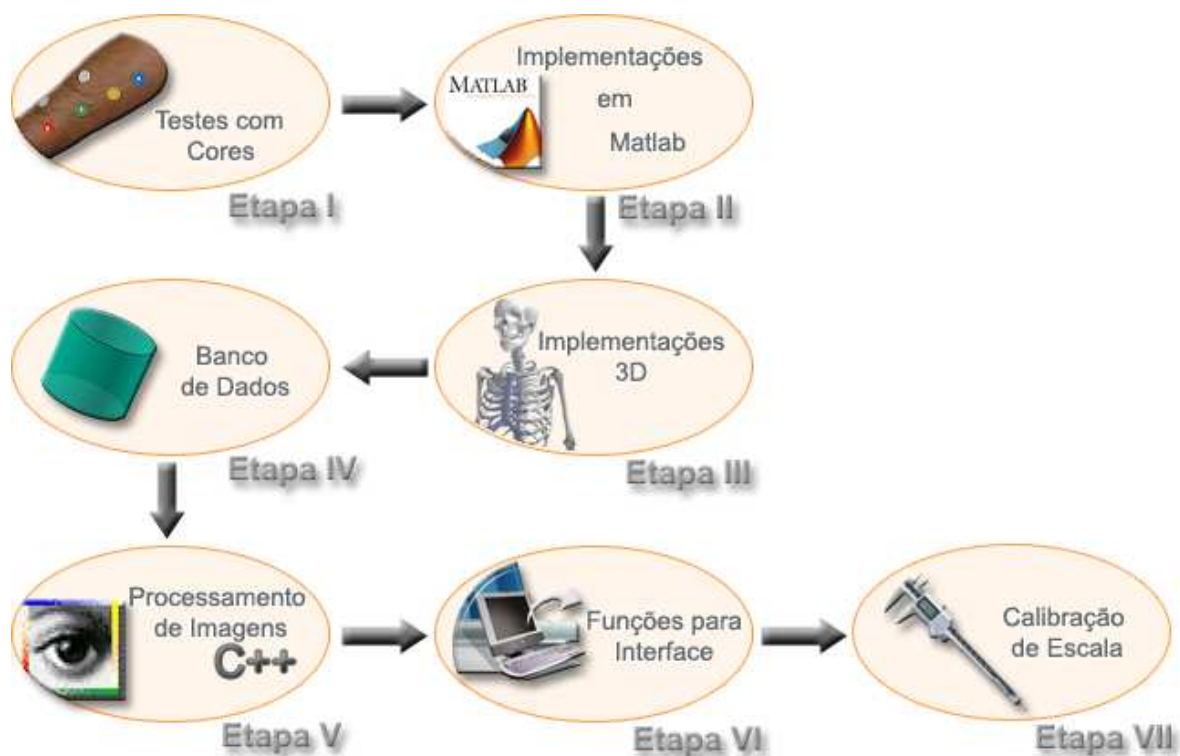 Testes com
Cores
Etapa I
MATLAB
Implementações
em
Matlab
Etapa II
Implementações
3D
Etapa III
Banco
de Dados
Etapa IV
Processamento
de Imagens
C++
Etapa V
Funções para
Interface
Etapa VI
Calibração
de Escala
Etapa VII